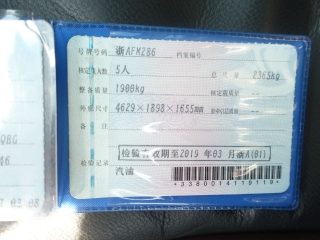 号牌号码 浙AFM286 档案编号
核定载人数 5人 总质量 2365kg
整备质量 1900kg 核定载质量 --
外廓尺寸 4629×1898×1655mm 准牵引总质量 --
备注
检验记录 检验有效期至2019年03月浙A(01)
汽油
*3380014119119*